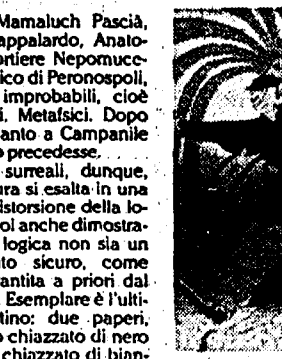 Mamaluch Pascià,
appalardo, Anato-
ortiere Nepomuce-
ico di Peronospoli,
improbabili, cioè
i. Metafsici. Dopo
anto a Campanile
o precedesse.
surreali, dunque,
ura si esalta in una
istorsione della lo-
ol anche dimostra-
logica non sia un
to sicuro, come
antita a priori dal
. Esemplare è l'ulti-
tino: due paperi,
o chiazzato di nero
chiazzato di bian-